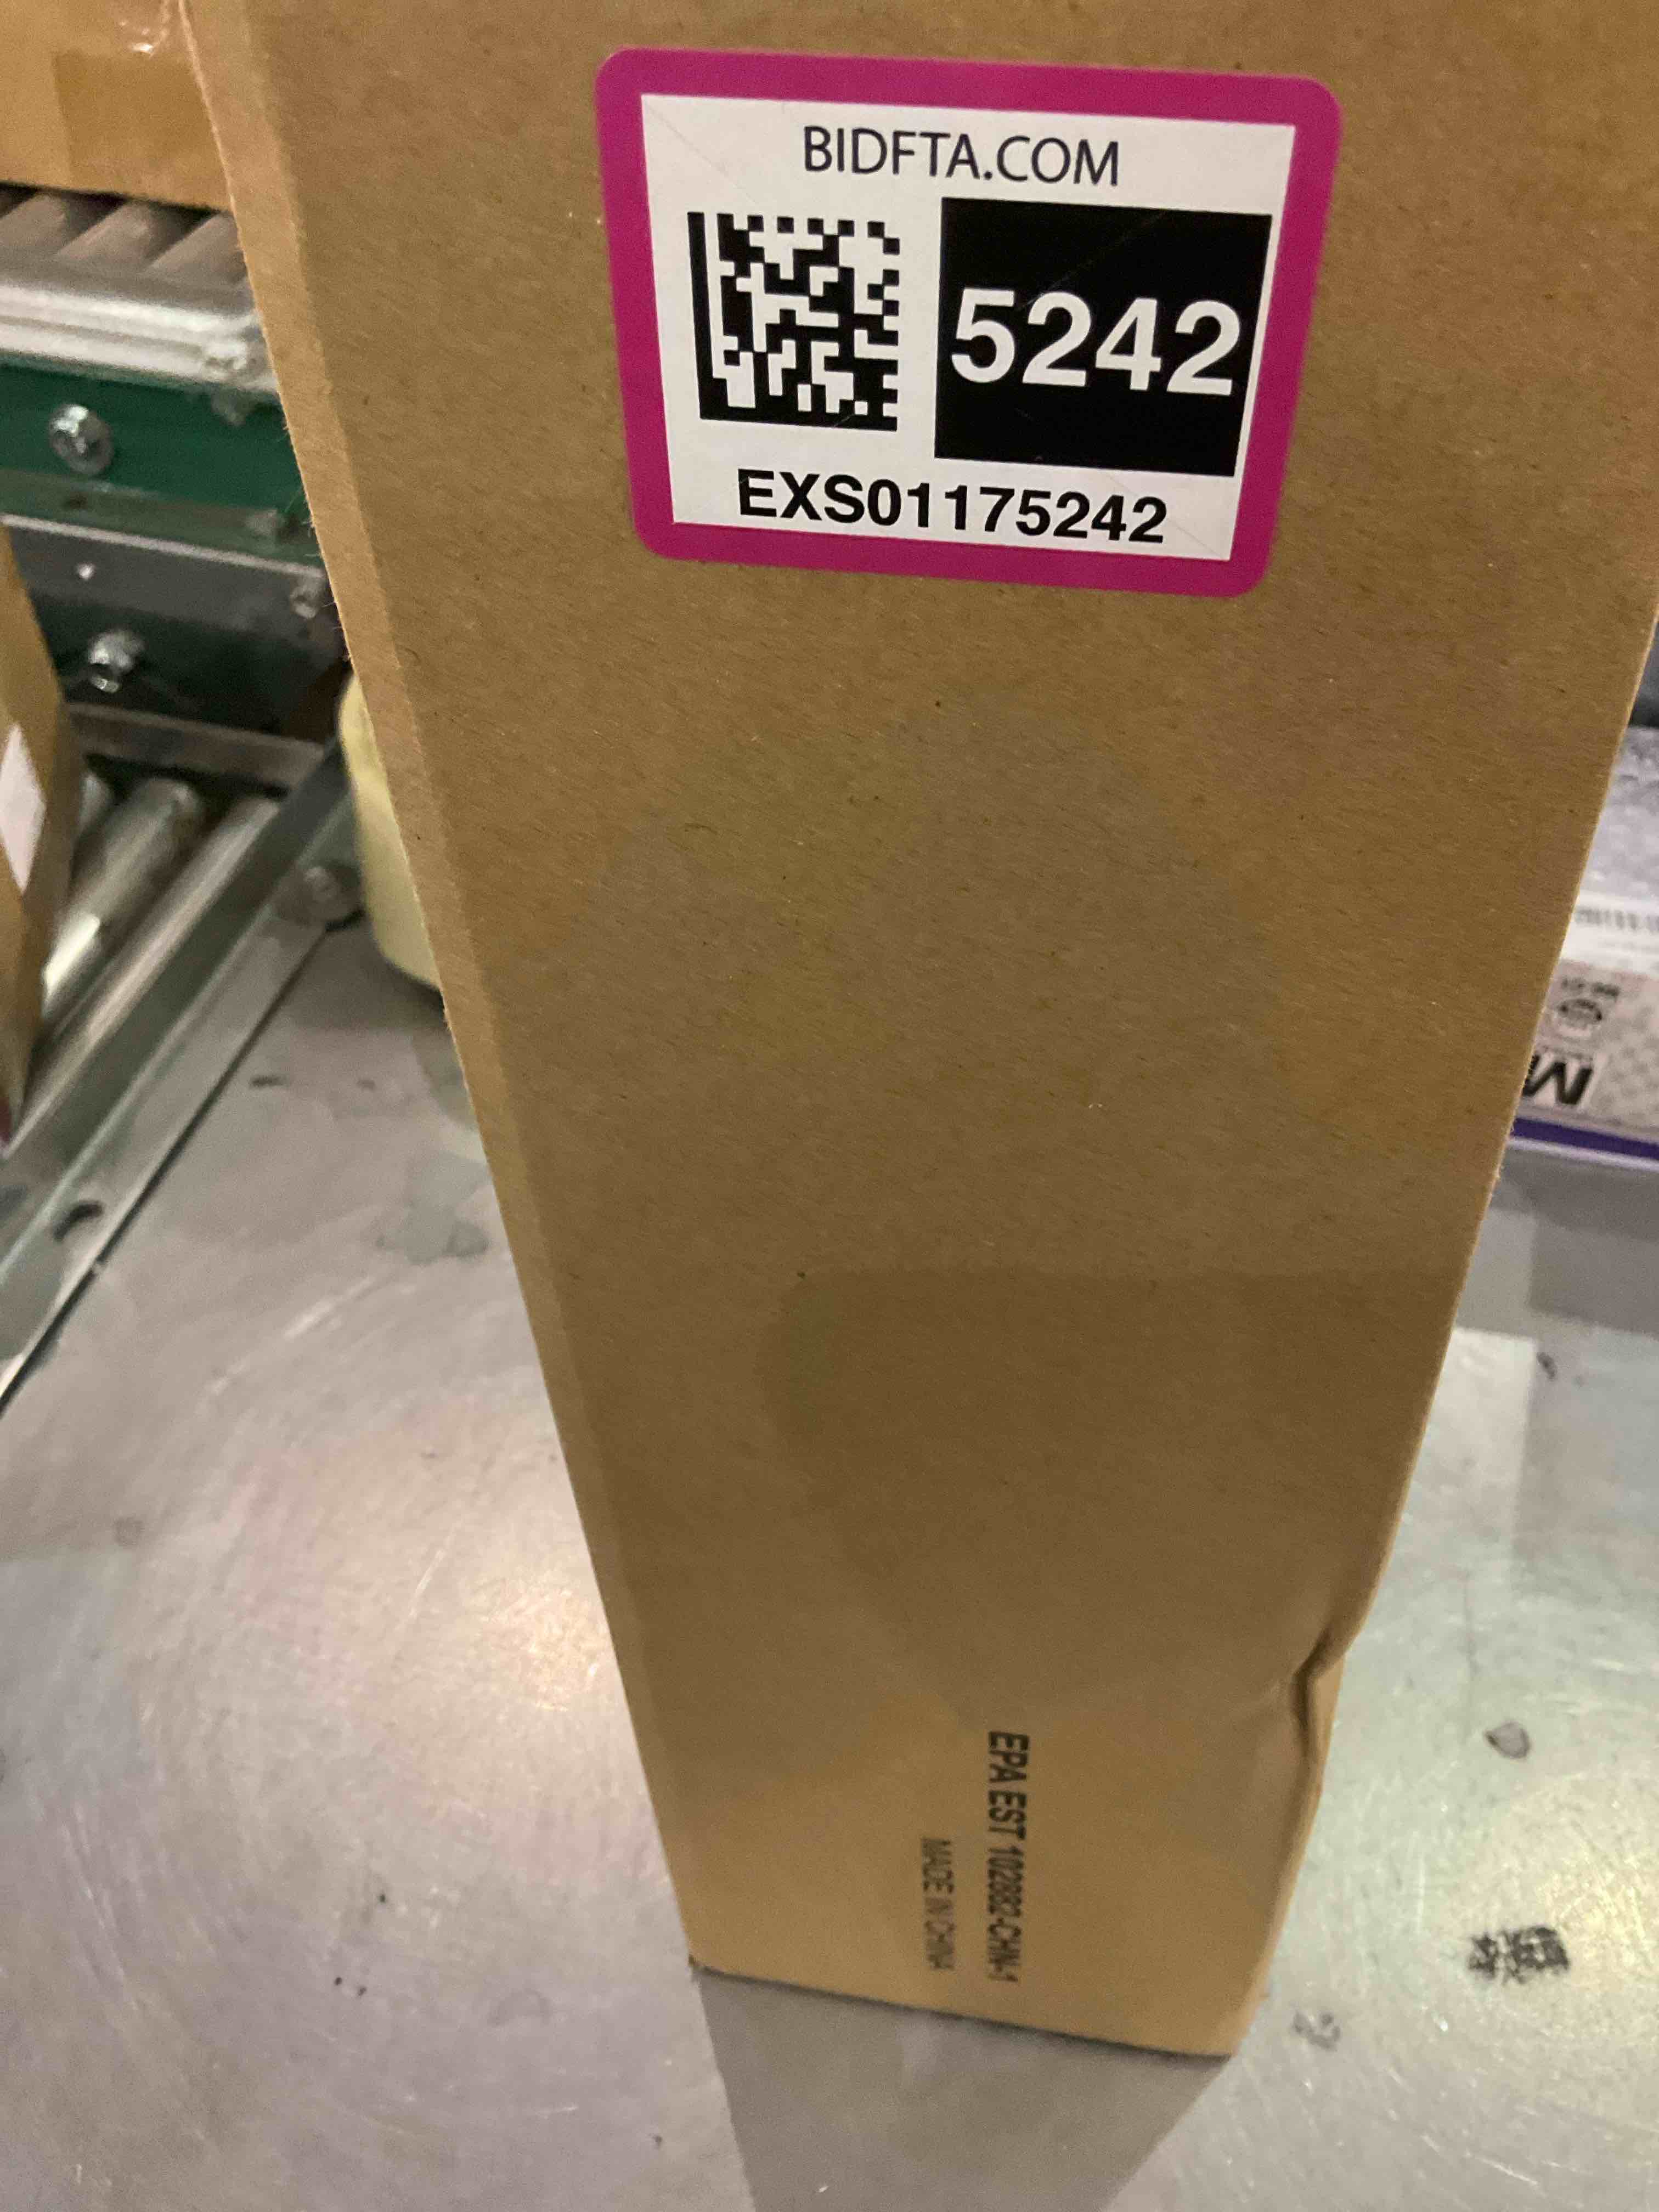 BIDFTA.COM
5242
EXS01175242
EPA EST 102882-CHN-1
MADE IN CHINA
M